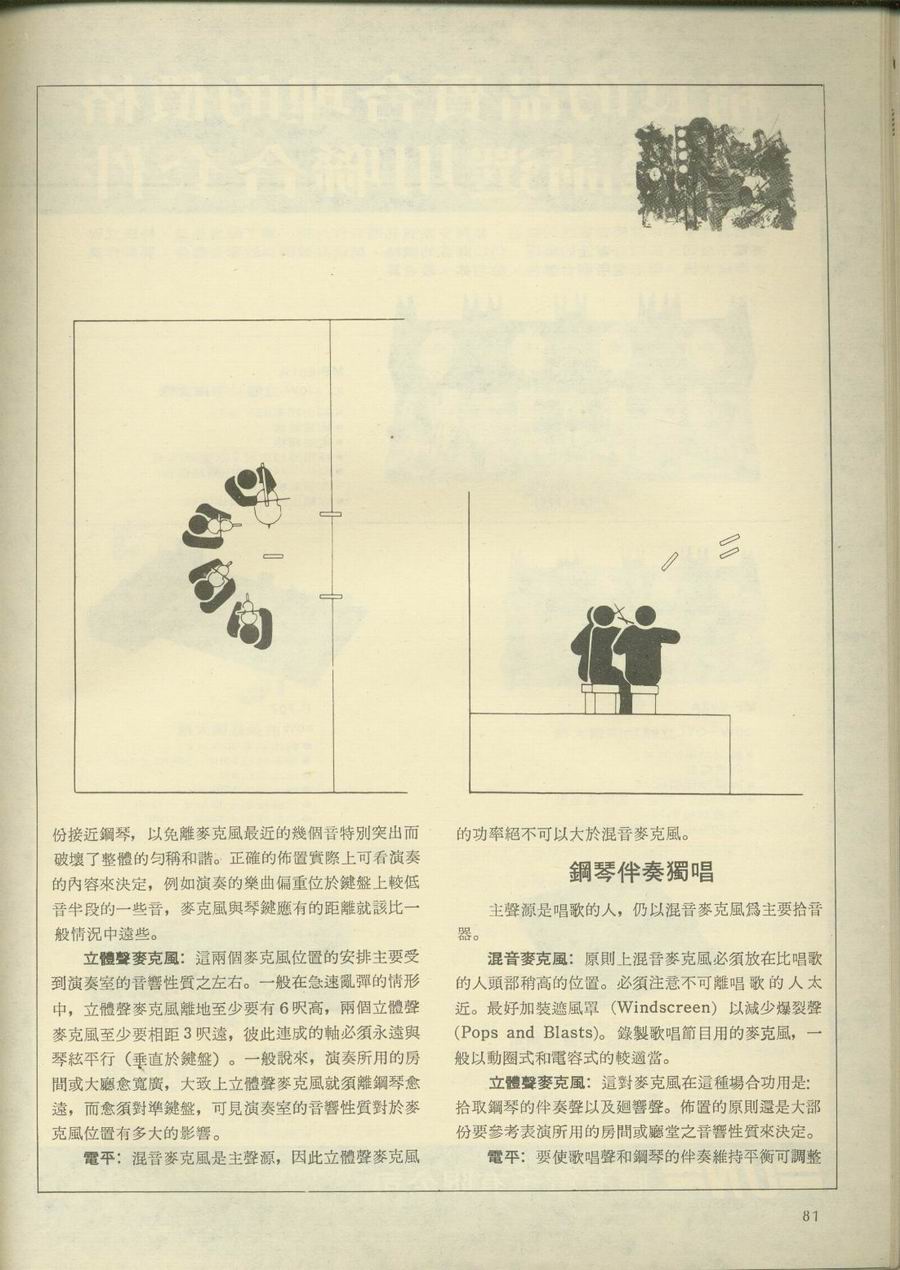 份接近鋼琴，以免離麥克風最近的幾個音特別突出而
破壞了整體的勻稱和諧。正確的佈置實際上可看演奏
的內容來決定，例如演奏的樂曲偏重位於鍵盤上較低
音半段的一些音，麥克風與琴鍵應有的距離就該比一
般情況中遠些。
立體聲麥克風：這兩個麥克風位置的安排主要受
到演奏室的音響性質之左右。一般在急速亂彈的情形
中，立體聲麥克風離地至少要有6呎高，兩個立體聲
麥克風至少要相距3呎遠，彼此連成的軸必須永遠與
琴絃平行（垂直於鍵盤）。一般說來，演奏所用的房
間或大廳愈寬廣，大致上立體聲麥克風就須離鋼琴愈
遠，而愈須對準鍵盤，可見演奏室的音響性質對於麥
克風位置有多大的影響。
電平：混音麥克風是主聲源，因此立體聲麥克風
的功率絕不可以大於混音麥克風。
鋼琴伴奏獨唱
主聲源是唱歌的人，仍以混音麥克風爲主要拾音
器。
混音麥克風：原則上混音麥克風必須放在比唱歌
的人頭部稍高的位置。必須注意不可離唱歌的人太
近。最好加裝遮風罩（Windscreen）以減少爆裂聲
(Pops and Blasts)。錄製歌唱節目用的麥克風，一
般以動圈式和電容式的較適當。
立體聲麥克風：這對麥克風在這種場合功用是：
拾取鋼琴的伴奏聲以及廻響聲。佈置的原則還是大部
份要參考表演所用的房間或廳堂之音響性質來決定。
電平：要使歌唱聲和鋼琴的伴奏維持平衡可調整
81